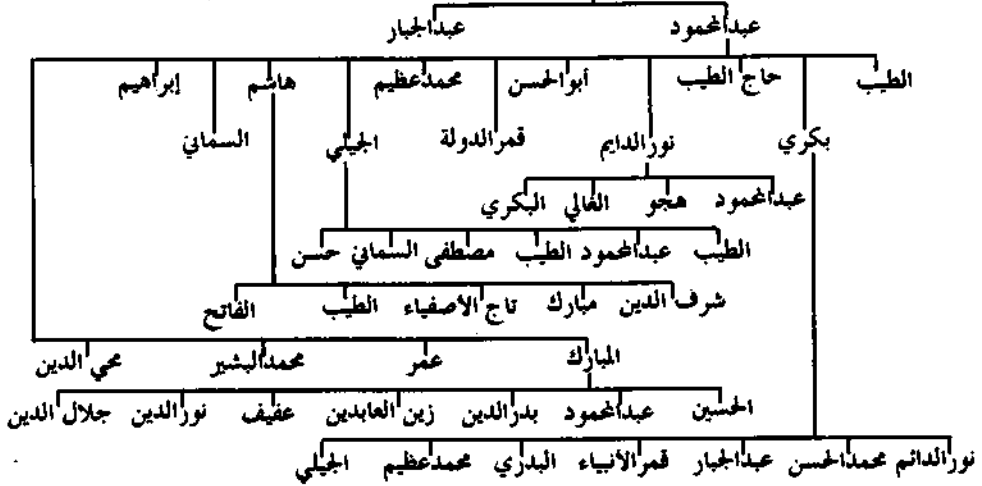 عبدالمحمود عبدالجبار
الطيب حاج الطيب أبوالحسن محمدعظيم هاشم إبراهيم
بكري نورالدايم قمرالدولة الجيلي السماني
عبدالمحمود هجو الغالي البكري
الطيب عبدالمحمود الطيب مصطفى السماني حسن
شرف الدين مبارك تاج الأصفياء الطيب الفاتح
المبارك عمر محمدالبشير محي الدين
الحسين عبدالمحمود بدرالدين زين العابدين عفيف نورالدين جلال الدين
نورالدائم محمدالحسن عبدالجبار قمرالأنبياء البدري محمدعظيم الجيلي